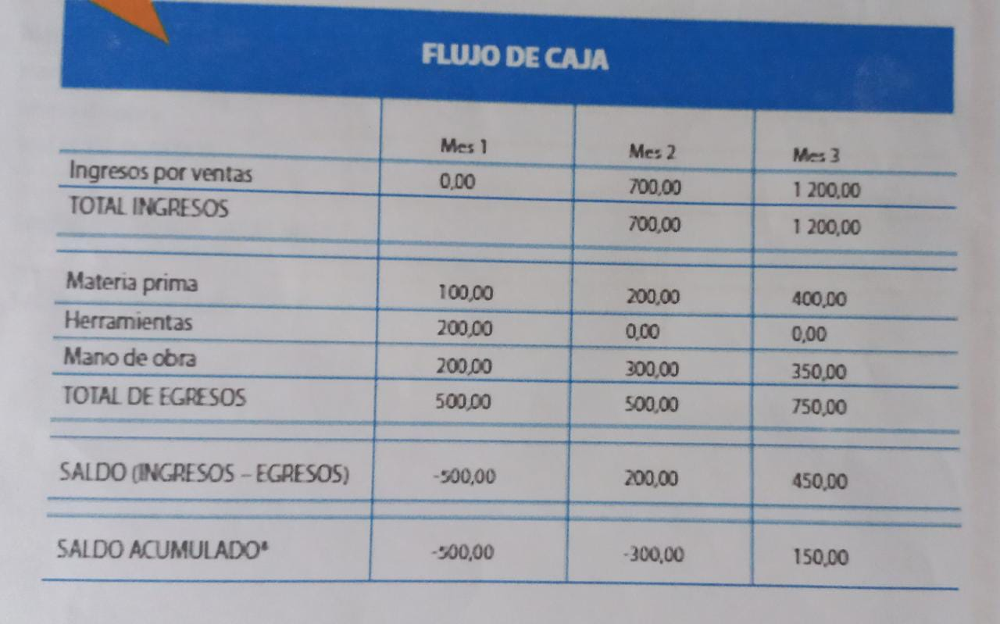 FLUJO DE CAJA
Mes 1 Mes 2 Mes 3
Ingresos por ventas 0,00 700,00 1 200,00
TOTAL INGRESOS 700,00 1 200,00
Materia prima 100,00 200,00 400,00
Herramientas 200,00 0,00 0,00
Mano de obra 200,00 300,00 350,00
TOTAL DE EGRESOS 500,00 500,00 750,00
SALDO (INGRESOS – EGRESOS) -500,00 200,00 450,00
SALDO ACUMULADO* -500,00 -300,00 150,00